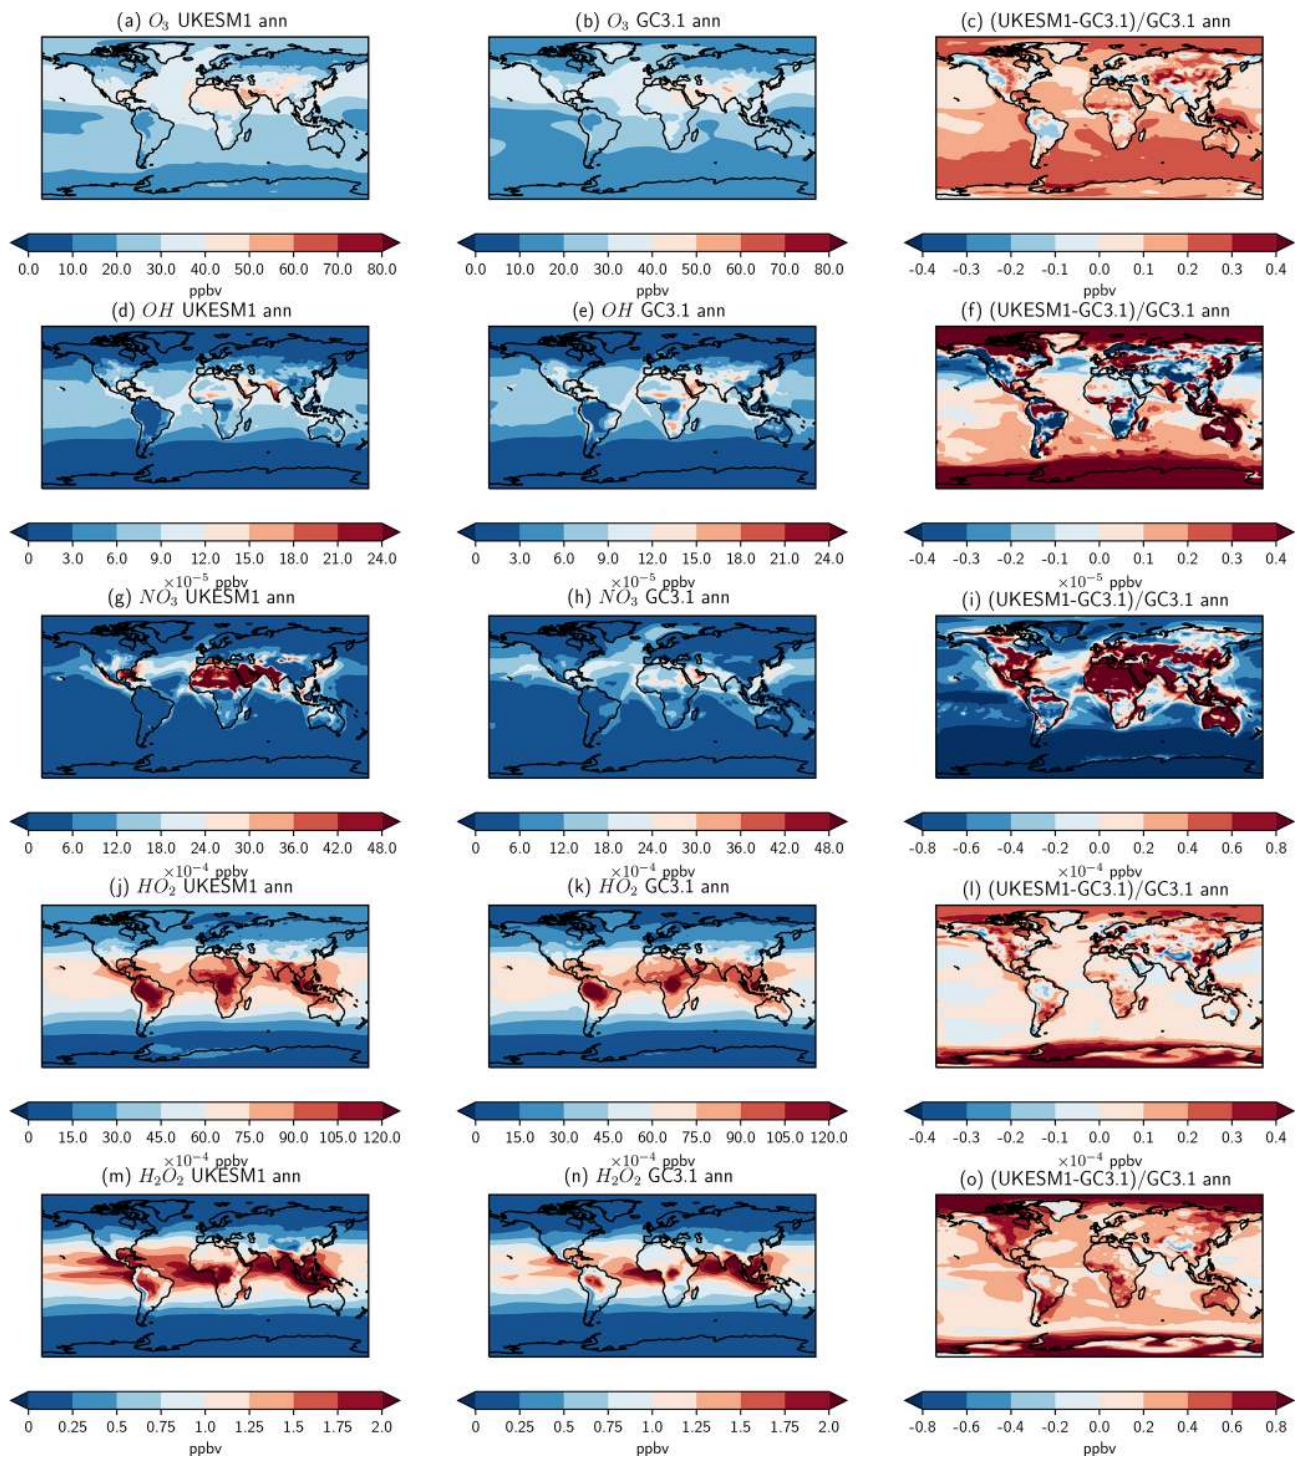 (a) O₃ UKESM1 ann (b) O₃ GC3.1 ann (c) (UKESM1-GC3.1)/GC3.1 ann
0.0 10.0 20.0 30.0 40.0 50.0 60.0 70.0 80.0 0.0 10.0 20.0 30.0 40.0 50.0 60.0 70.0 80.0 -0.4 -0.3 -0.2 -0.1 0.0 0.1 0.2 0.3 0.4
ppbv ppbv ppbv
(d) OH UKESM1 ann (e) OH GC3.1 ann (f) (UKESM1-GC3.1)/GC3.1 ann
0 3.0 6.0 9.0 12.0 15.0 18.0 21.0 24.0 0 3.0 6.0 9.0 12.0 15.0 18.0 21.0 24.0 -0.4 -0.3 -0.2 -0.1 0.0 0.1 0.2 0.3 0.4
×10⁻⁵ ppbv ×10⁻⁵ ppbv ×10⁻⁵ ppbv
(g) NO₃ UKESM1 ann (h) NO₃ GC3.1 ann (i) (UKESM1-GC3.1)/GC3.1 ann
0 6.0 12.0 18.0 24.0 30.0 36.0 42.0 48.0 0 6.0 12.0 18.0 24.0 30.0 36.0 42.0 48.0 -0.8 -0.6 -0.4 -0.2 0.0 0.2 0.4 0.6 0.8
×10⁻⁴ ppbv ×10⁻⁴ ppbv ×10⁻⁴ ppbv
(j) HO₂ UKESM1 ann (k) HO₂ GC3.1 ann (l) (UKESM1-GC3.1)/GC3.1 ann
0 15.0 30.0 45.0 60.0 75.0 90.0 105.0 120.0 0 15.0 30.0 45.0 60.0 75.0 90.0 105.0 120.0 -0.4 -0.3 -0.2 -0.1 0.0 0.1 0.2 0.3 0.4
×10⁻⁴ ppbv ×10⁻⁴ ppbv ×10⁻⁴ ppbv
(m) H₂O₂ UKESM1 ann (n) H₂O₂ GC3.1 ann (o) (UKESM1-GC3.1)/GC3.1 ann
0 0.25 0.5 0.75 1.0 1.25 1.5 1.75 2.0 0 0.25 0.5 0.75 1.0 1.25 1.5 1.75 2.0 -0.8 -0.6 -0.4 -0.2 0.0 0.2 0.4 0.6 0.8
ppbv ppbv ppbv